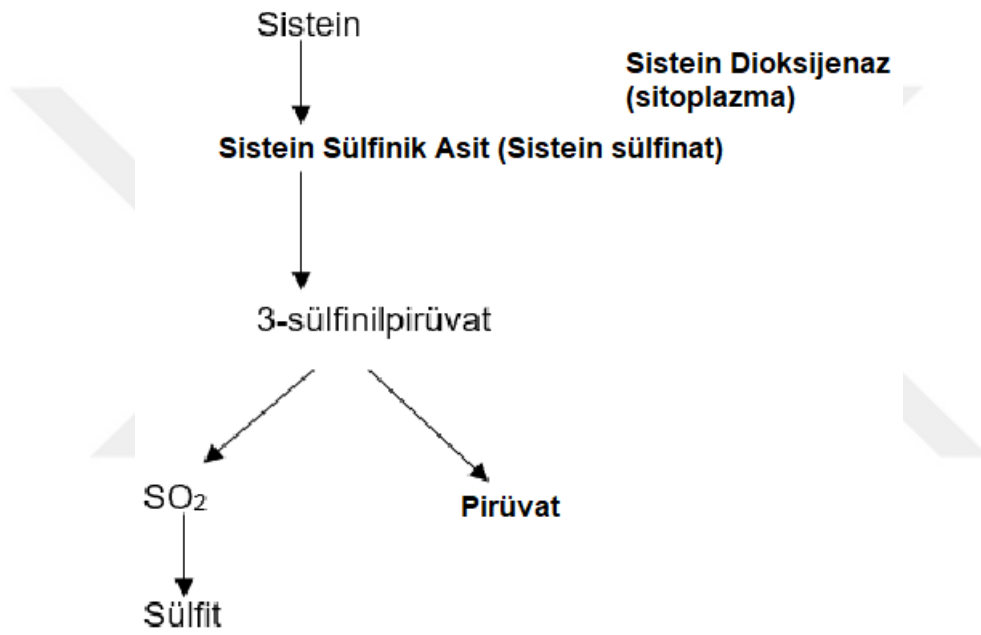 Sistein
Sistein Dioksijenaz
(sitoplazma)
Sistein Sülfinik Asit (Sistein sülfinat)
3-sülfinilpirüvat
SO₂
Pirüvat
Sülfit